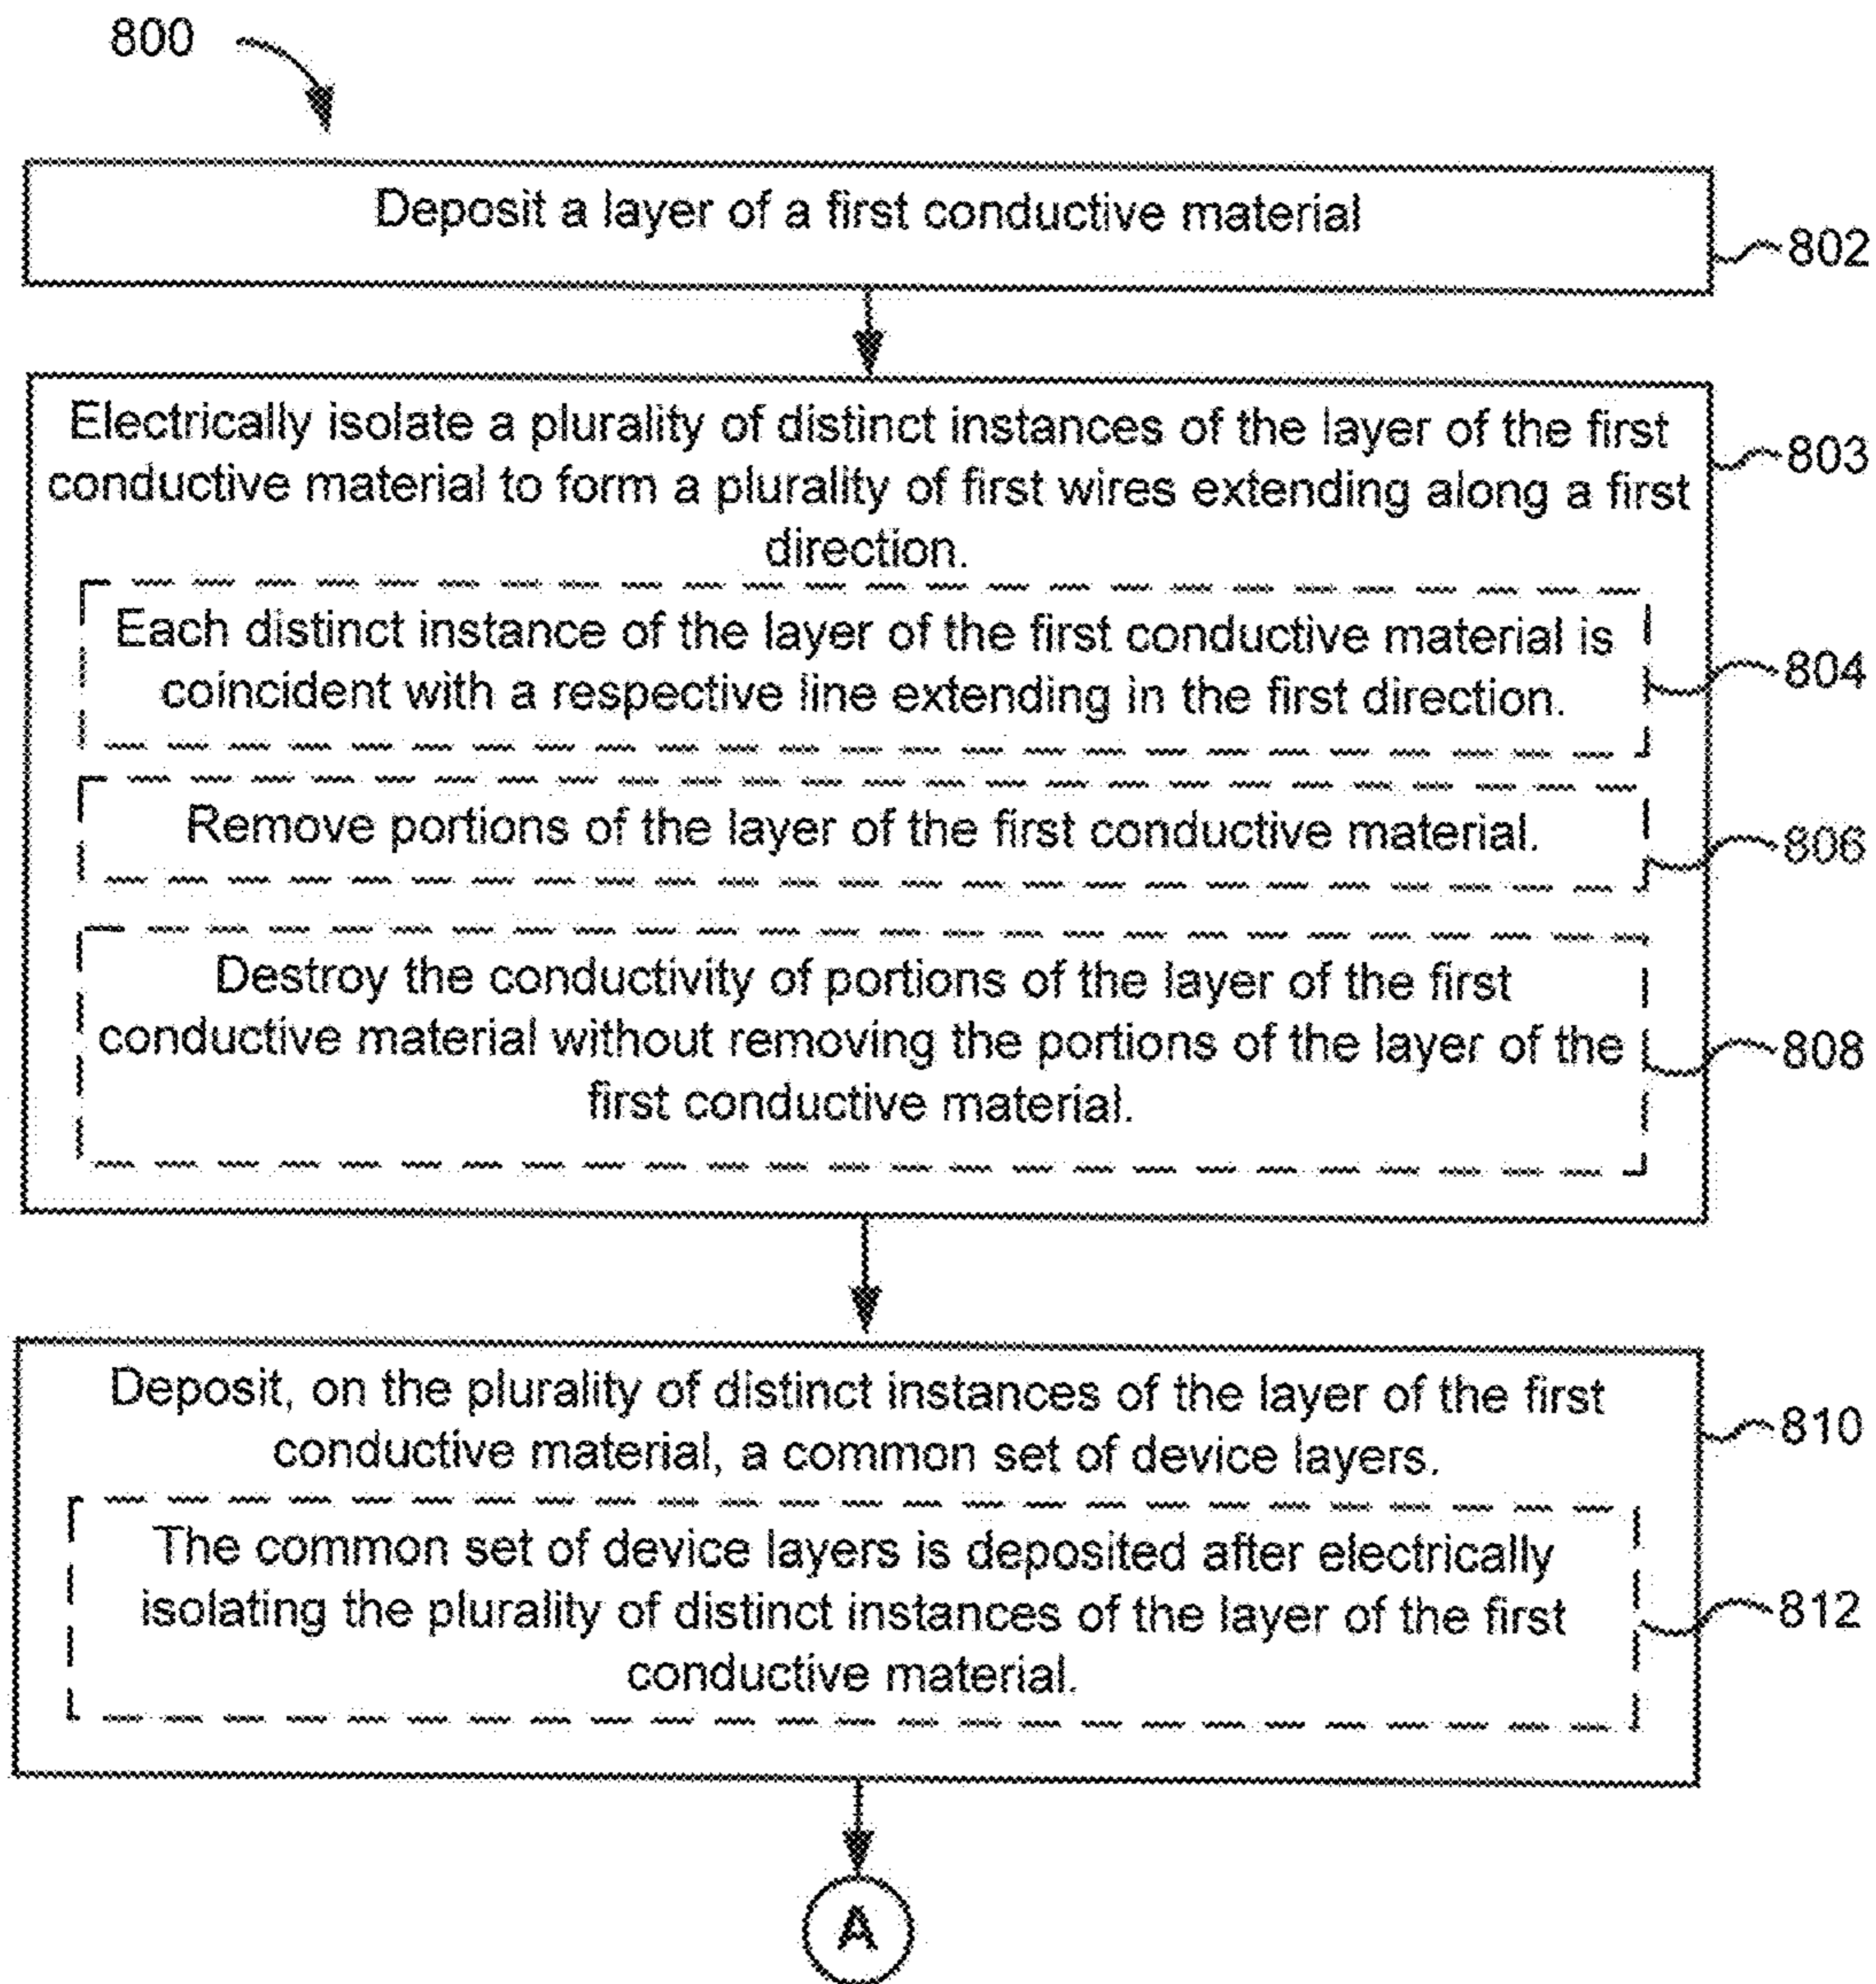 800
Deposit a layer of a first conductive material
802
Electrically isolate a plurality of distinct instances of the layer of the first
conductive material to form a plurality of first wires extending along a first
direction.
803
Each distinct instance of the layer of the first conductive material is
coincident with a respective line extending in the first direction.
804
Remove portions of the layer of the first conductive material.
806
Destroy the conductivity of portions of the layer of the first
conductive material without removing the portions of the layer of the
first conductive material.
808
Deposit, on the plurality of distinct instances of the layer of the first
conductive material, a common set of device layers.
810
The common set of device layers is deposited after electrically
isolating the plurality of distinct instances of the layer of the first
conductive material.
812
A